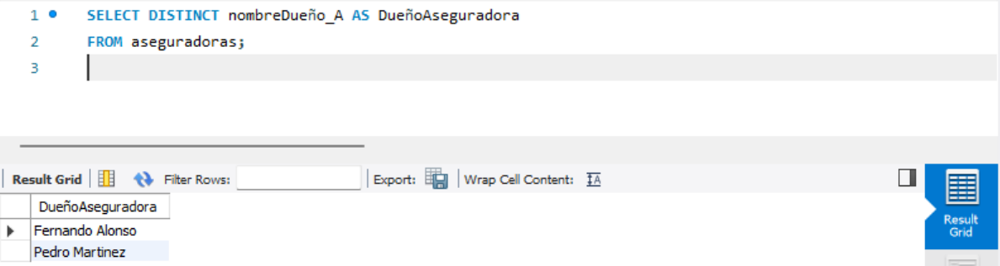 1 SELECT DISTINCT nombreDueño_A AS DueñoAseguradora
2 FROM aseguradoras;
3
Result Grid Filter Rows: Export: Wrap Cell Content: IA
DueñoAseguradora
Fernando Alonso
Pedro Martinez
Result
Grid